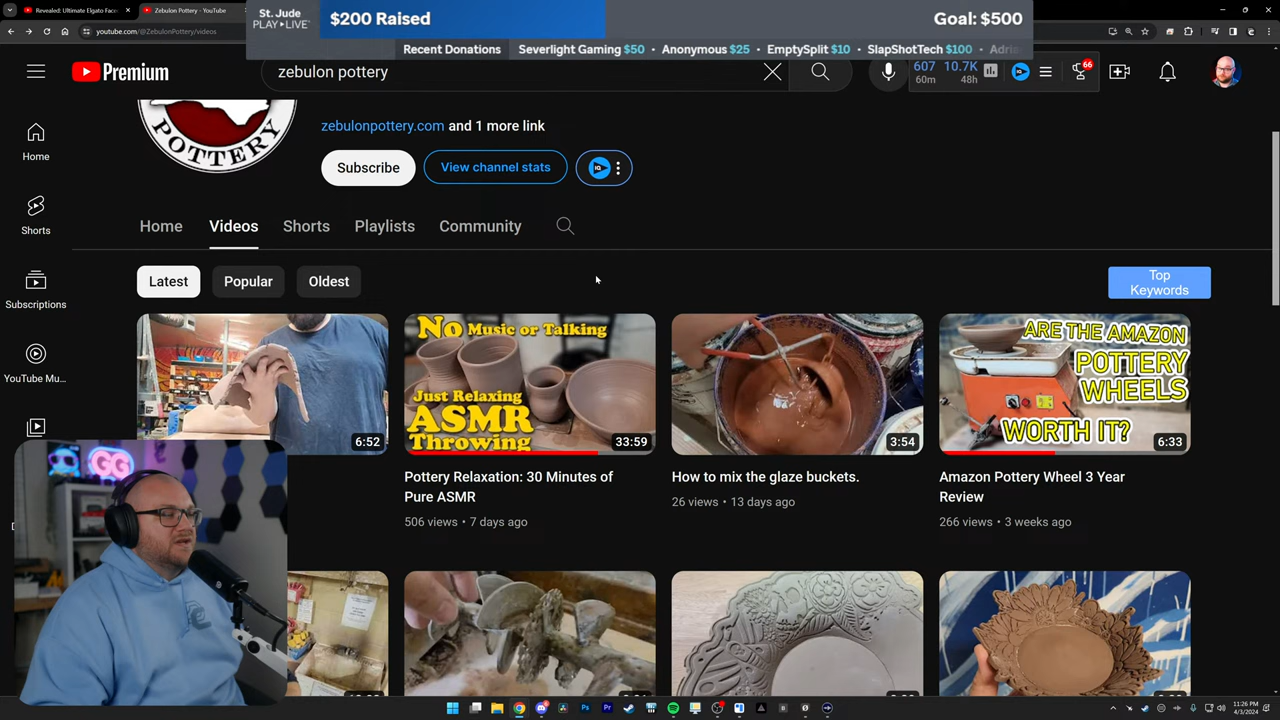 Revealed: Ultimate Elgato Face
Zebulon Pottery - YouTube
youtube.com/@ZebulonPottery/videos
St. Jude
PLAY LIVE
$200 Raised
Goal: $500
Recent Donations
Severlight Gaming $50 • Anonymous $25 • EmptySplit $10 • SlapShotTech $100 • Adri
Premium
zebulon pottery
607
60m
10.7K
48h
66
POTTERY
zebulonpottery.com and 1 more link
Subscribe
View channel stats
IQ
Home
Shorts
Subscriptions
YouTube Mu...
Home
Videos
Shorts
Playlists
Community
Latest
Popular
Oldest
Top
Keywords
6:52
No Music or Talking
Just Relaxing
ASMR
Throwing
33:59
3:54
ARE THE AMAZON
POTTERY
WHEELS
WORTH IT?
6:33
Pottery Relaxation: 30 Minutes of
Pure ASMR
506 views • 7 days ago
How to mix the glaze buckets.
26 views • 13 days ago
Amazon Pottery Wheel 3 Year
Review
266 views • 3 weeks ago
GG
11:26 PM
4/3/2024